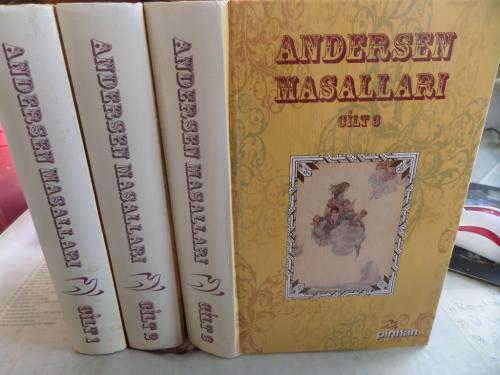 ANDERSEN MASALLARI
CİLT 1
ANDERSEN MASALLARI
CİLT 2
ANDERSEN MASALLARI
CİLT 3
ANDERSEN
MASALLARI
CİLT 3
pinhan